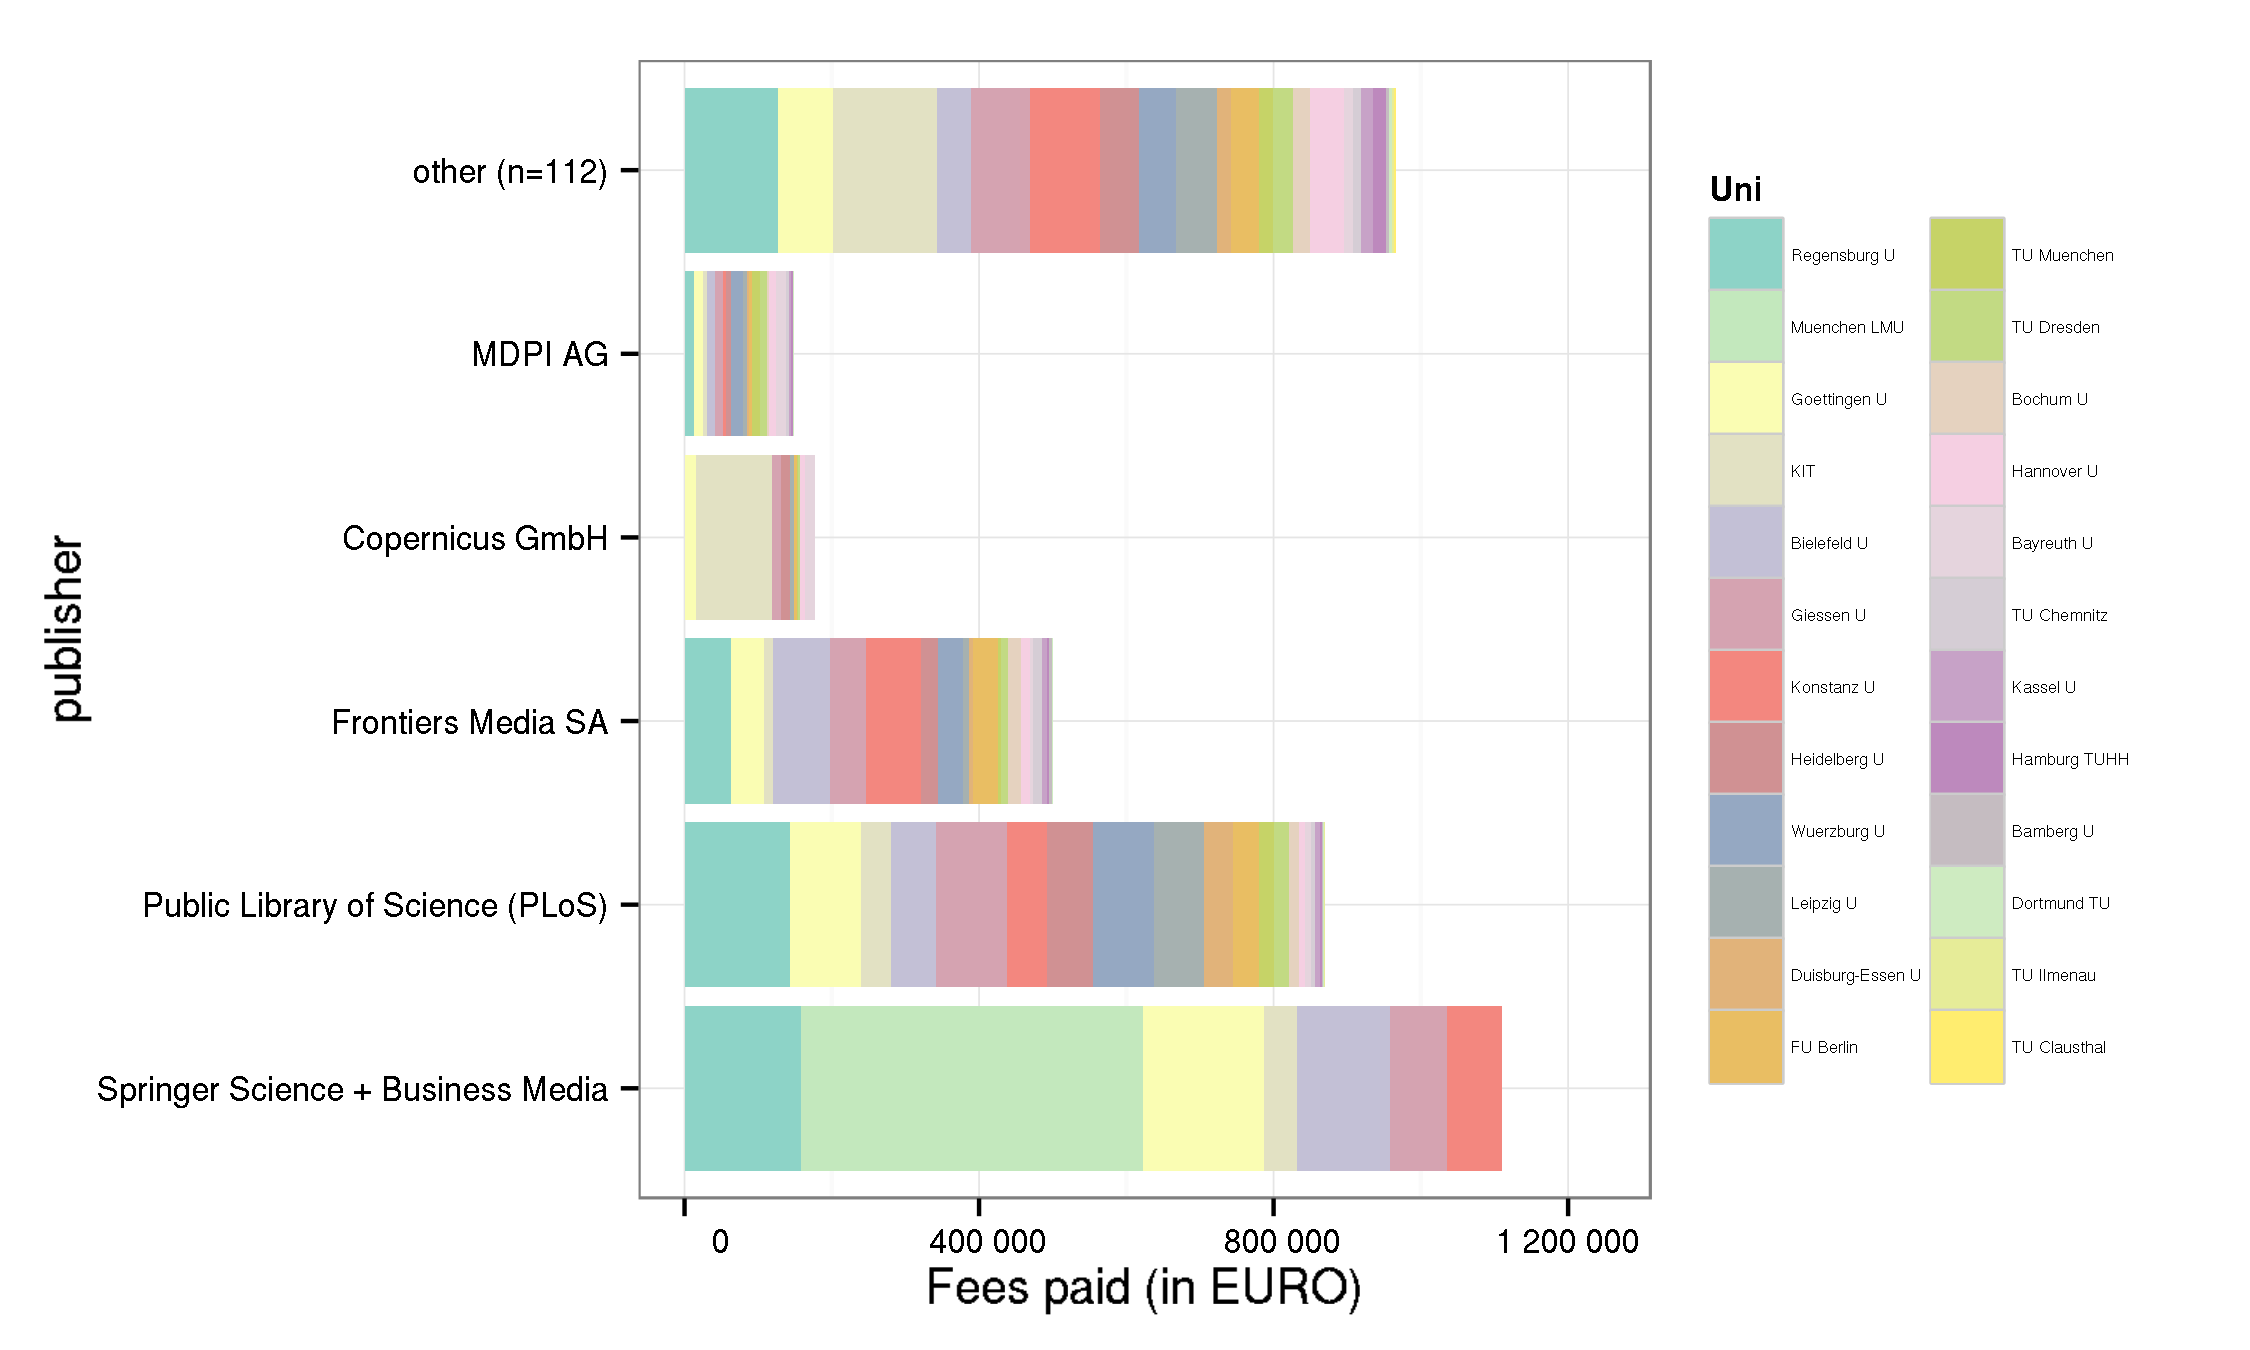 other (n=112)
MDPI AG
Copernicus GmbH
Frontiers Media SA
Public Library of Science (PLoS)
Springer Science + Business Media
publisher
0
400 000
800 000
1 200 000
Fees paid (in EURO)
Uni
Regensburg U
Muenchen LMU
Goettingen U
KIT
Bielefeld U
Giessen U
Konstanz U
Heidelberg U
Wuerzburg U
Leipzig U
Duisburg-Essen U
FU Berlin
TU Muenchen
TU Dresden
Bochum U
Hannover U
Bayreuth U
TU Chemnitz
Kassel U
Hamburg TUHH
Bamberg U
Dortmund TU
TU Ilmenau
TU Clausthal